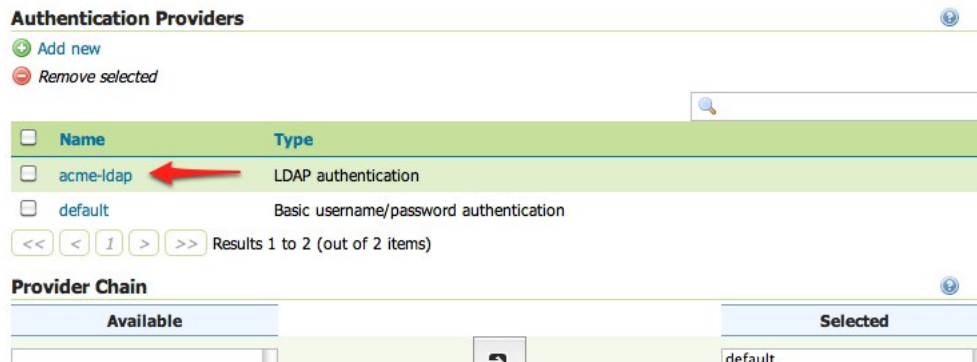 Authentication Providers
Add new
Remove selected
Name Type
acme-ldap LDAP authentication
default Basic username/password authentication
<< < 1 > >> Results 1 to 2 (out of 2 items)
Provider Chain
Available Selected
default